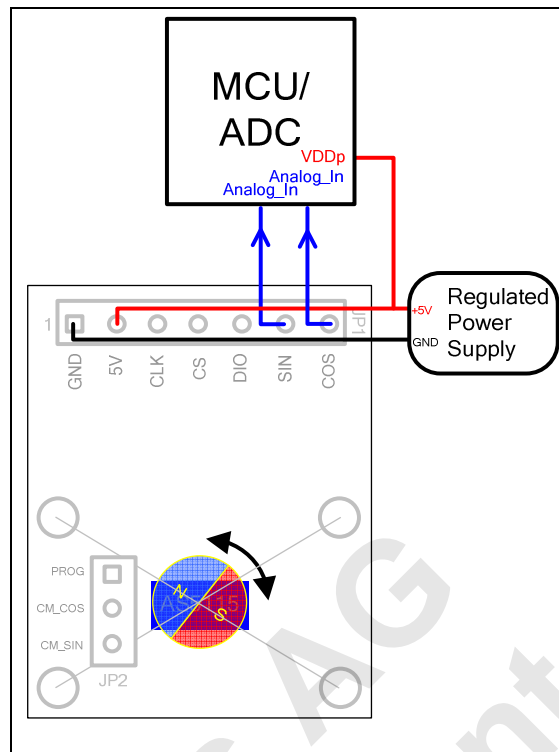 MCU/
ADC
VDDp
Analog_In
Analog_In
+5V
GND
Regulated
Power
Supply
1
JP1
GND
5V
CLK
CS
DIO
SIN
COS
PROG
CM_COS
CM_SIN
JP2
N
S
AG